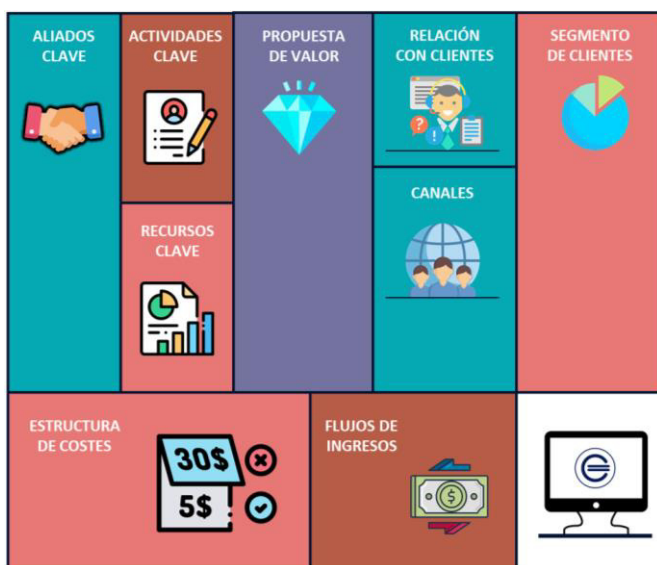 ALIADOS
CLAVE
ACTIVIDADES
CLAVE
PROPUESTA
DE VALOR
RELACIÓN
CON CLIENTES
SEGMENTO
DE CLIENTES
CANALES
RECURSOS
CLAVE
ESTRUCTURA
DE COSTES
30$
5$
FLUJOS DE
INGRESOS
$